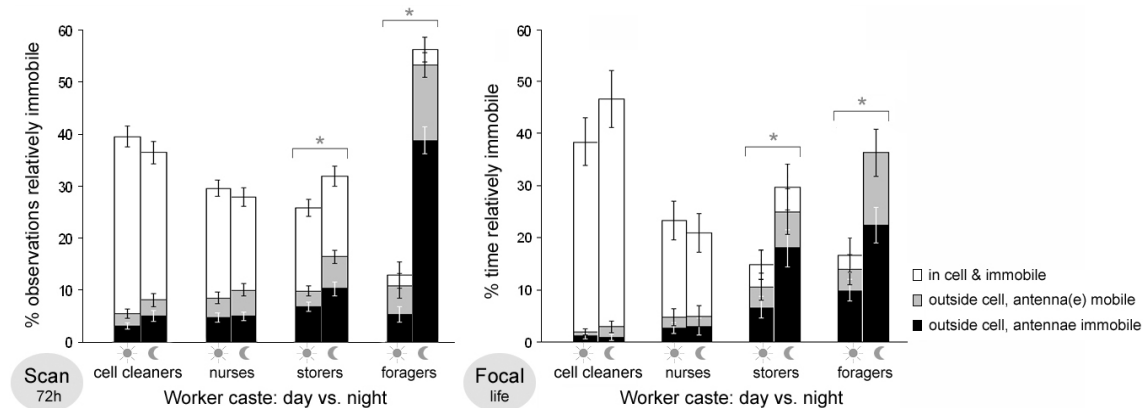 % observations relatively immobile
60
50
40
30
20
10
0
*
*
cell cleaners nurses storers foragers
Worker caste: day vs. night
Scan
72h
% time relatively immobile
60
50
40
30
20
10
0
*
*
cell cleaners nurses storers foragers
Worker caste: day vs. night
Focal
life
in cell & immobile
outside cell, antenna(e) mobile
outside cell, antennae immobile